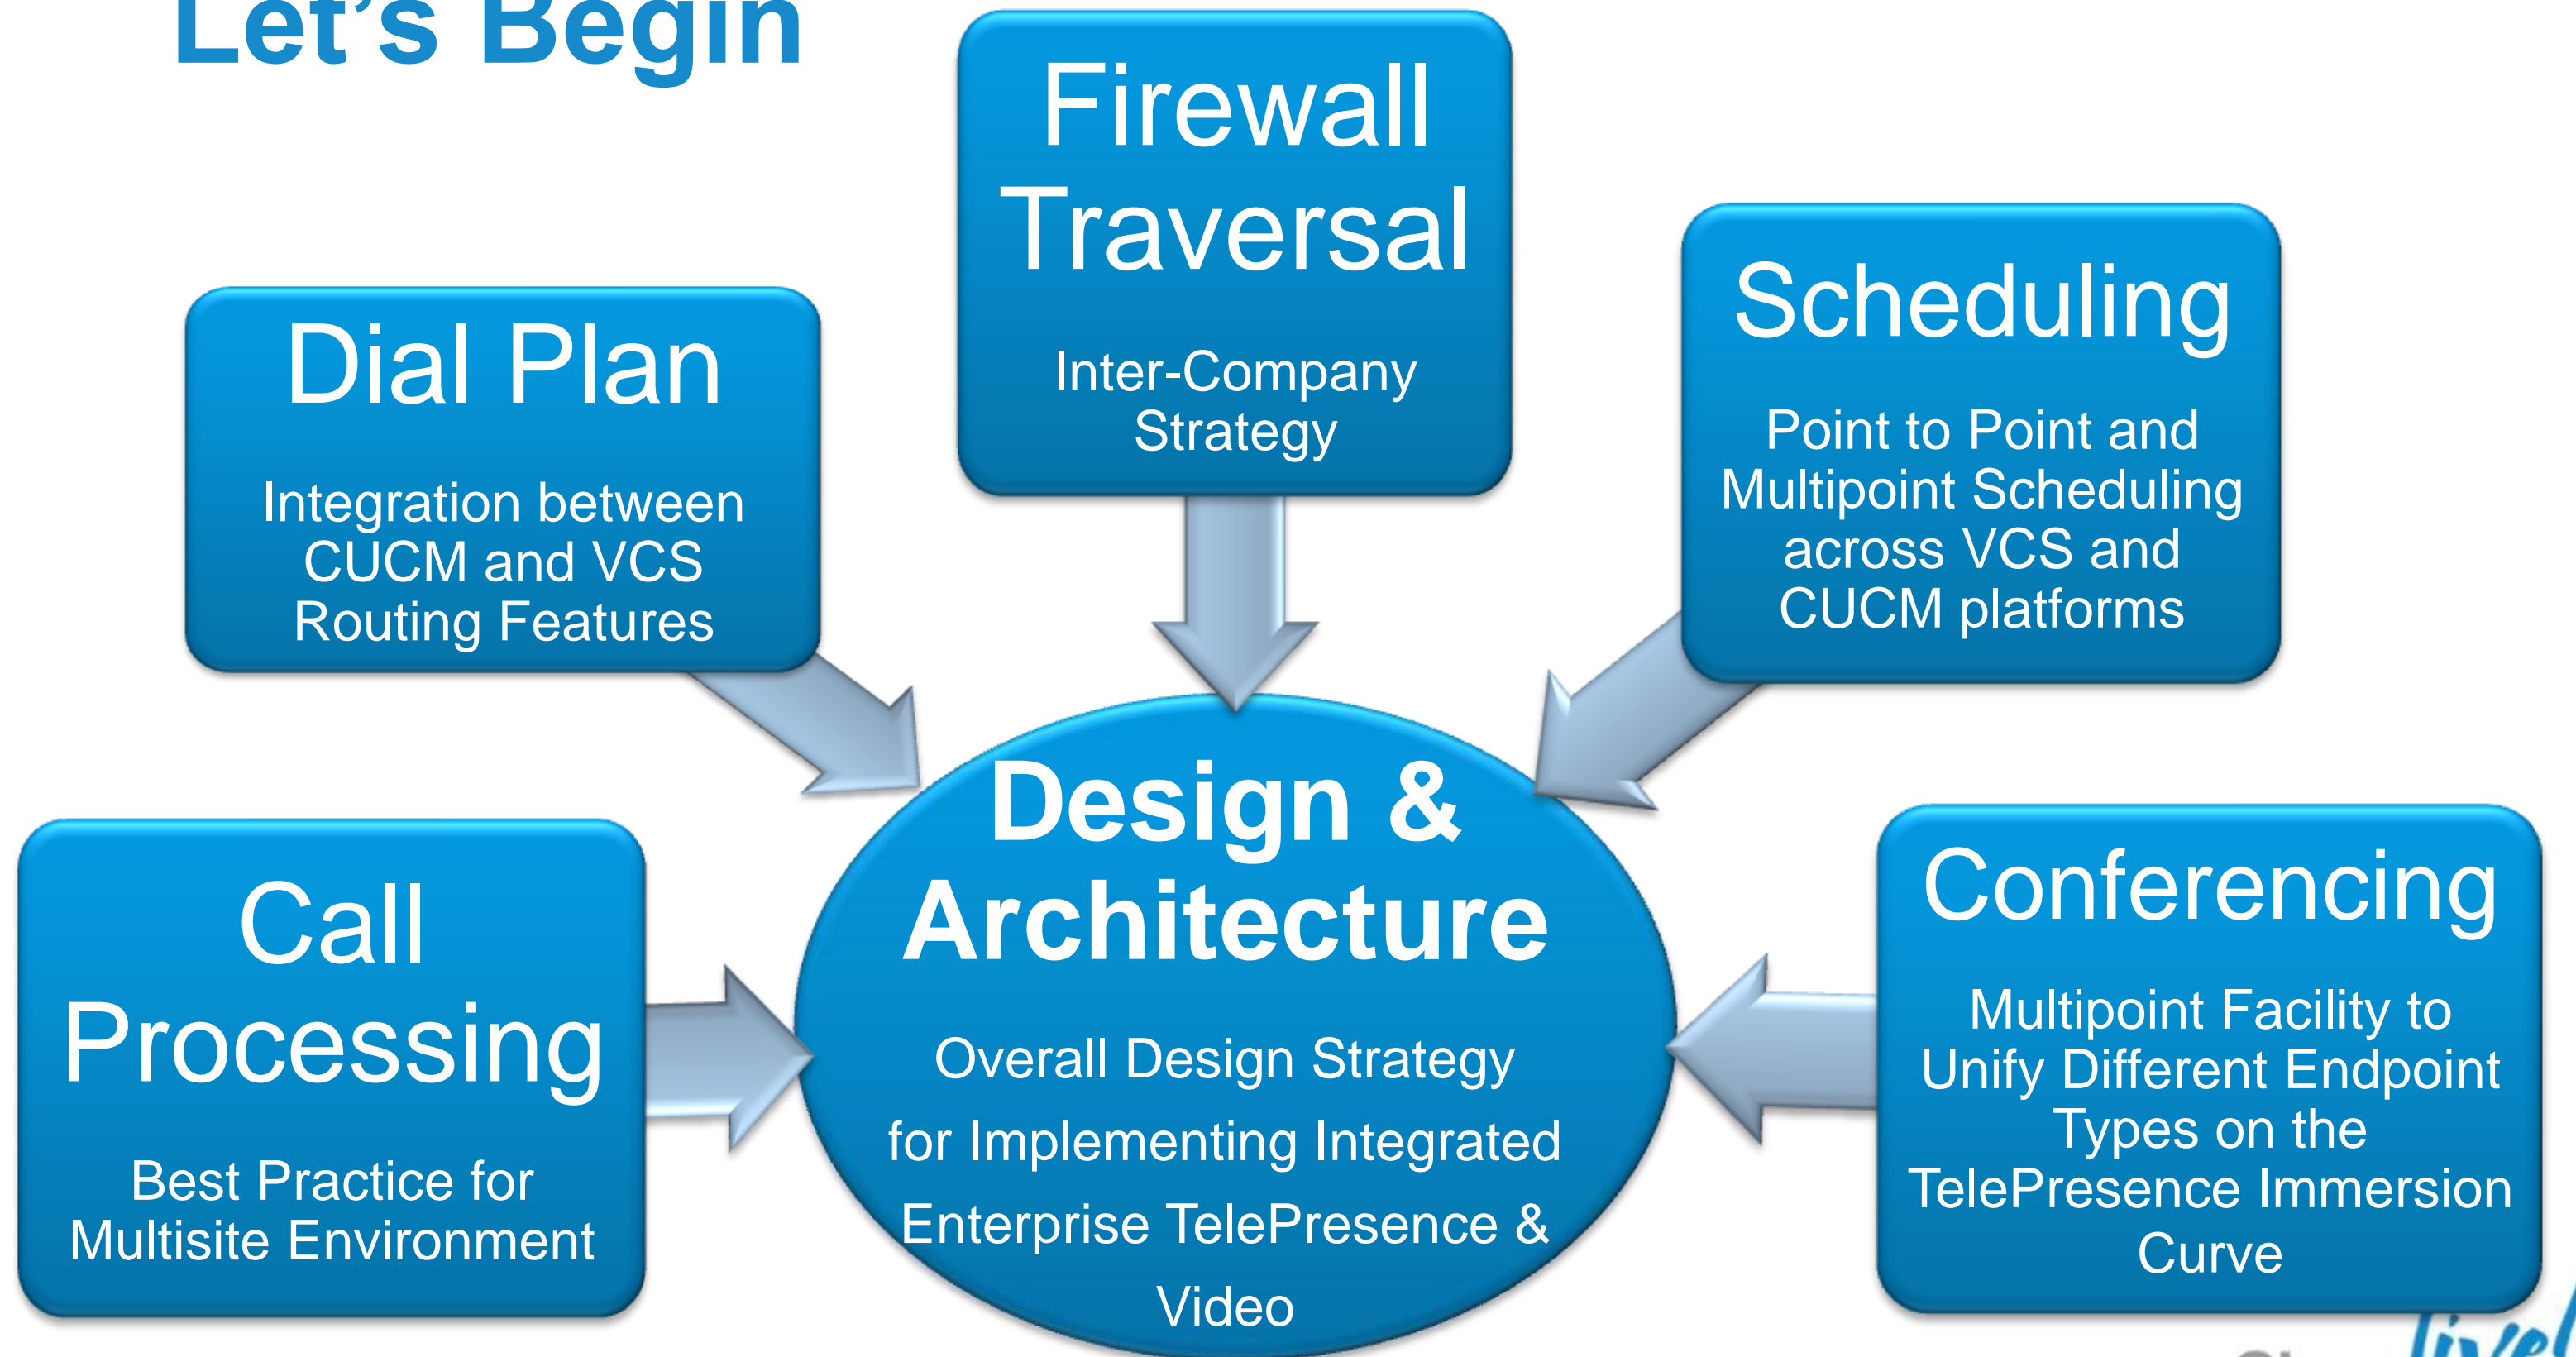 Let's Begin
Firewall
Traversal
Inter-Company
Strategy
Dial Plan
Integration between
CUCM and VCS
Routing Features
Scheduling
Point to Point and
Multipoint Scheduling
across VCS and
CUCM platforms
Call
Processing
Best Practice for
Multisite Environment
Design &
Architecture
Overall Design Strategy
for Implementing Integrated
Enterprise TelePresence &
Video
Conferencing
Multipoint Facility to
Unify Different Endpoint
Types on the
TelePresence Immersion
Curve